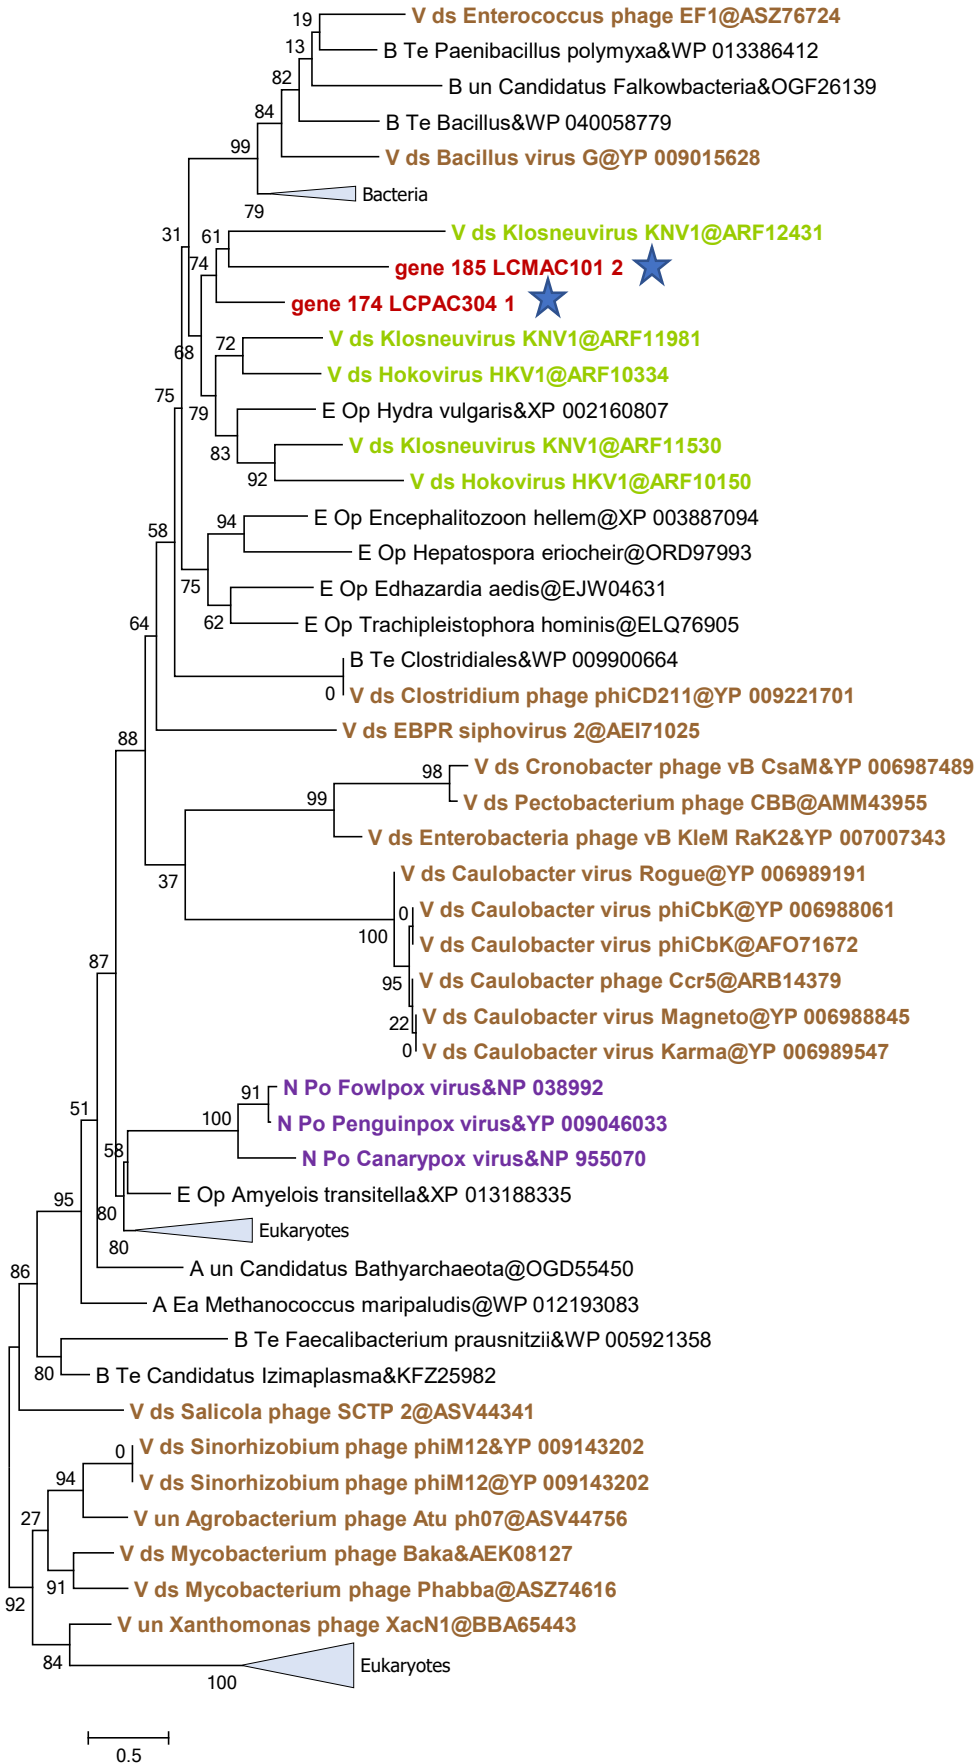 19
V ds Enterococcus phage EF1@ASZ76724
13
B Te Paenibacillus polymyxa&WP 013386412
82
B un Candidatus Falkowbacteria&OGF26139
84
B Te Bacillus&WP 040058779
99
V ds Bacillus virus G@YP 009015628
Bacteria
79
31
61
V ds Klosneuvirus KNV1@ARF12431
74
gene 185 LCMAC101 2
gene 174 LCPAC304 1
68
72
V ds Klosneuvirus KNV1@ARF11981
V ds Hokovirus HKV1@ARF10334
75
79
E Op Hydra vulgaris&XP 002160807
83
V ds Klosneuvirus KNV1@ARF11530
92
V ds Hokovirus HKV1@ARF10150
58
94
E Op Encephalitozoon hellem@XP 003887094
E Op Hepatospora eriocheir@ORD97993
75
E Op Edhazardia aedis@EJW04631
64
62
E Op Trachipleistophora hominis@ELQ76905
B Te Clostridiales&WP 009900664
0
V ds Clostridium phage phiCD211@YP 009221701
88
V ds EBPR siphovirus 2@AEI71025
98
V ds Cronobacter phage vB CsaM&YP 006987489
99
V ds Pectobacterium phage CBB@AMM43955
V ds Enterobacteria phage vB KleM RaK2&YP 007007343
37
V ds Caulobacter virus Rogue@YP 006989191
0
V ds Caulobacter virus phiCbK@YP 006988061
100
V ds Caulobacter virus phiCbK@AFO71672
87
95
V ds Caulobacter phage Ccr5@ARB14379
22
V ds Caulobacter virus Magneto@YP 006988845
0
V ds Caulobacter virus Karma@YP 006989547
91
N Po Fowlpox virus&NP 038992
51
100
N Po Penguinpox virus&YP 009046033
58
N Po Canarypox virus&NP 955070
95
E Op Amyelois transitella&XP 013188335
80
Eukaryotes
80
86
A un Candidatus Bathyarchaeota@OGD55450
A Ea Methanococcus maripaludis@WP 012193083
B Te Faecalibacterium prausnitzii&WP 005921358
80
B Te Candidatus Izimaplasma&KFZ25982
V ds Salicola phage SCTP 2@ASV44341
0
V ds Sinorhizobium phage phiM12&YP 009143202
94
V ds Sinorhizobium phage phiM12@YP 009143202
27
V un Agrobacterium phage Atu ph07@ASV44756
V ds Mycobacterium phage Baka&AEK08127
91
V ds Mycobacterium phage Phabba@ASZ74616
92
V un Xanthomonas phage XacN1@BBA65443
84
Eukaryotes
100
0.5